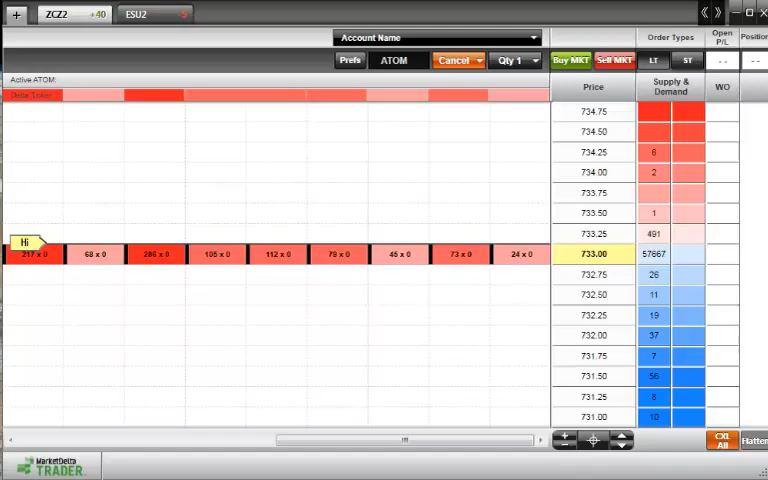 + ZCZ2 +40 ESU2 -5
Account Name
Order Types
Open P/L
Position
Prefs ATOM Cancel Qty 1 Buy MKT Sell MKT LT ST -- --
Active ATOM:
Price
Supply & Demand
WO
734.75
734.50
734.25 6
734.00 2
733.75
733.50 1
733.25 491
Hi
217 x 0 68 x 0 286 x 0 105 x 0 112 x 0 79 x 0 45 x 0 73 x 0 24 x 0 733.00 57667
732.75 26
732.50 11
732.25 19
732.00 37
731.75 7
731.50 56
731.25 8
731.00 10
CXL All
Flatten
MarketDelta
TRADER